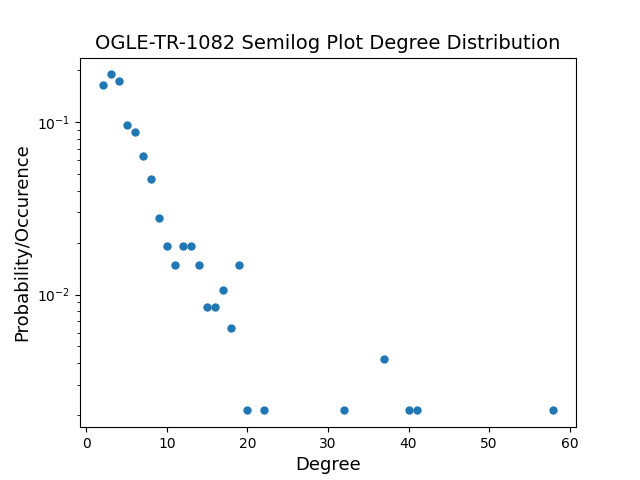 OGLE-TR-1082 Semilog Plot Degree Distribution
Probability/Occurence
10⁻¹
10⁻²
0 10 20 30 40 50 60
Degree